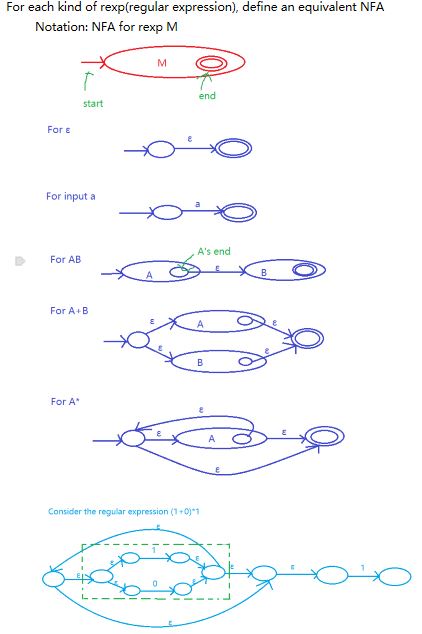 For each kind of rexp(regular expression), define an equivalent NFA
Notation: NFA for rexp M
M
start
end
For ε
ε
For input a
a
For AB
A's end
A
ε
B
For A+B
ε
A
ε
ε
B
ε
For A*
ε
ε
A
ε
ε
Consider the regular expression (1+0)*1
ε
1
ε
ε
ε
ε
ε
1
ε
0
ε
ε